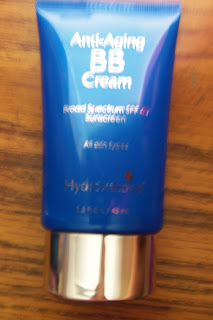 Anti-Aging
BB
Cream
Broad Spectrum SPF
Sunscreen
All skin types